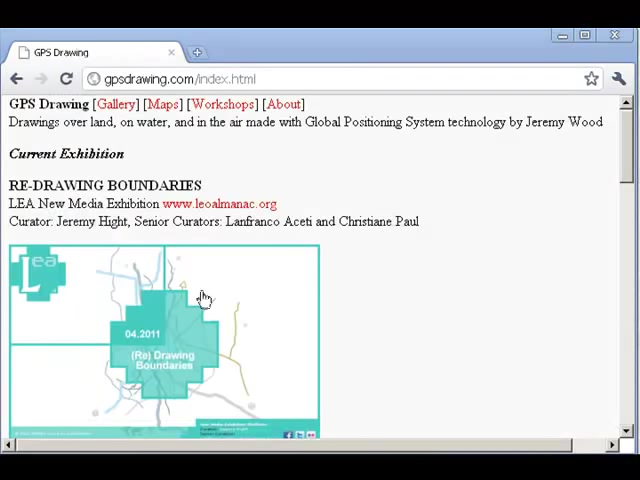 GPS Drawing
gpsdrawing.com/index.html
GPS Drawing [Gallery] [Maps] [Workshops] [About]
Drawings over land, on water, and in the air made with Global Positioning System technology by Jeremy Wood
Current Exhibition
RE-DRAWING BOUNDARIES
LEA New Media Exhibition www.leoalmanac.org
Curator: Jeremy Hight, Senior Curators: Lanfranco Aceti and Christiane Paul
Lea
04.2011
(Re) Drawing
Boundaries